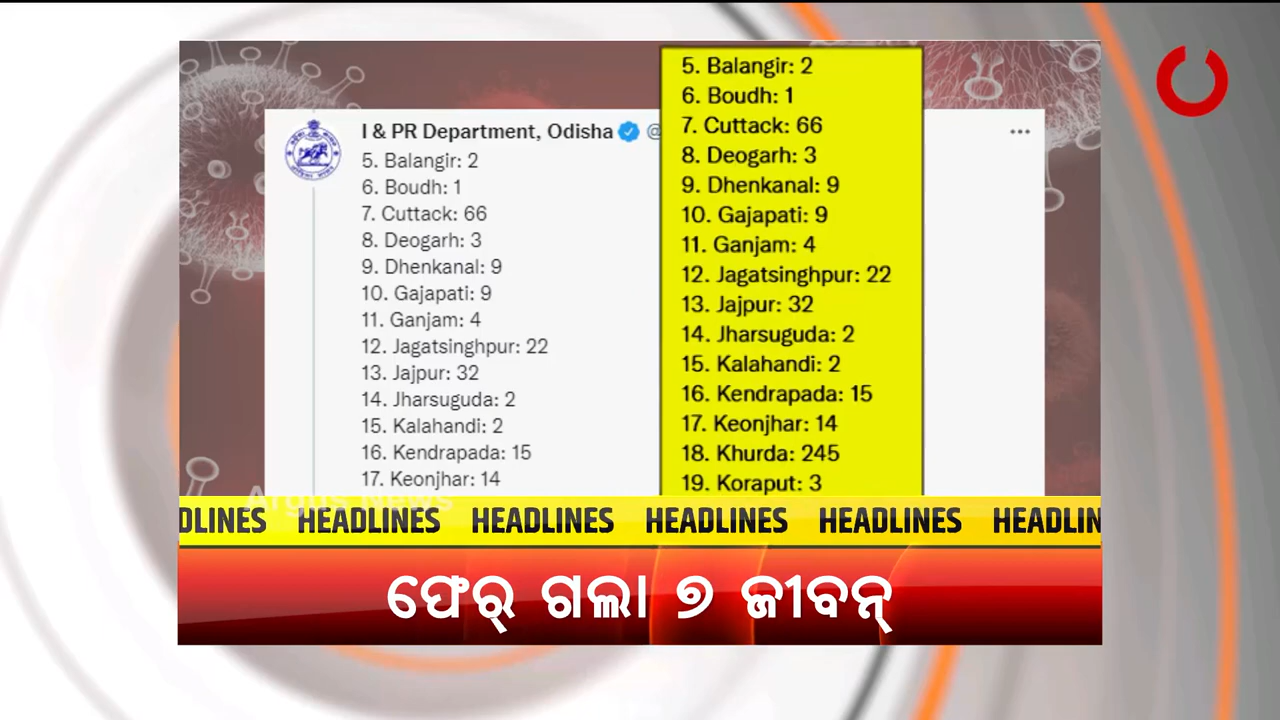 I & PR Department, Odisha @
5. Balangir: 2
6. Boudh: 1
7. Cuttack: 66
8. Deogarh: 3
9. Dhenkanal: 9
10. Gajapati: 9
11. Ganjam: 4
12. Jagatsinghpur: 22
13. Jajpur: 32
14. Jharsuguda: 2
15. Kalahandi: 2
16. Kendrapada: 15
17. Keonjhar: 14
5. Balangir: 2
6. Boudh: 1
7. Cuttack: 66
8. Deogarh: 3
9. Dhenkanal: 9
10. Gajapati: 9
11. Ganjam: 4
12. Jagatsinghpur: 22
13. Jajpur: 32
14. Jharsuguda: 2
15. Kalahandi: 2
16. Kendrapada: 15
17. Keonjhar: 14
18. Khurda: 245
19. Koraput: 3
Argus News
DLINES HEADLINES HEADLINES HEADLINES HEADLINES HEADLIN
ଫେର୍ ଗଲା ୭ ଜୀବନ୍